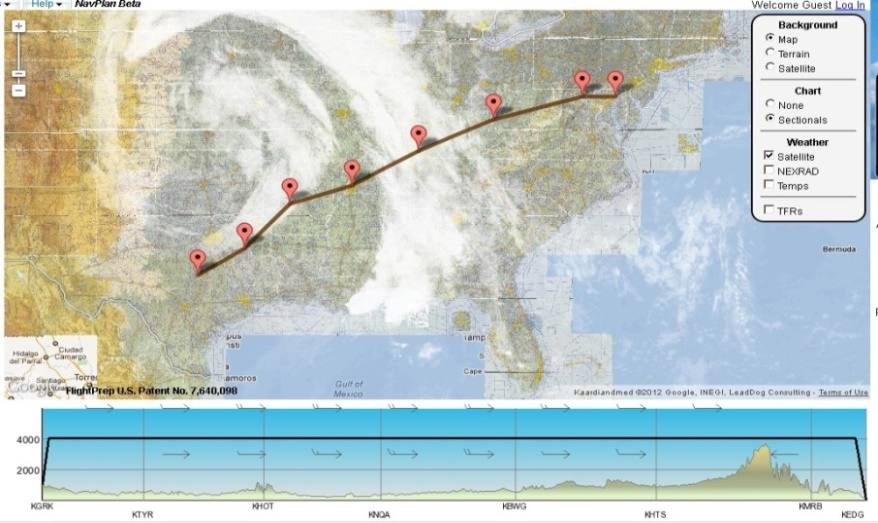 Help
NavPlan Beta
Welcome Guest Log In
Background
Map
Terrain
Satellite
Chart
None
Sectionals
Weather
Satellite
NEXRAD
Temps
TFRs
Bermuda
Hidalgo del Parral
Ciudad Camargo
Santiago
Torre
amoros
Gulf of Mexico
Cape
FlightPrep U.S. Patent No. 7,640,098
Kaardiandmed ©2012 Google, INEGI, LeadDog Consulting - Terms of Use
4000
2000
KGRK
KTYR
KHOT
KNQA
KBWG
KHTS
KMRB
KEDG